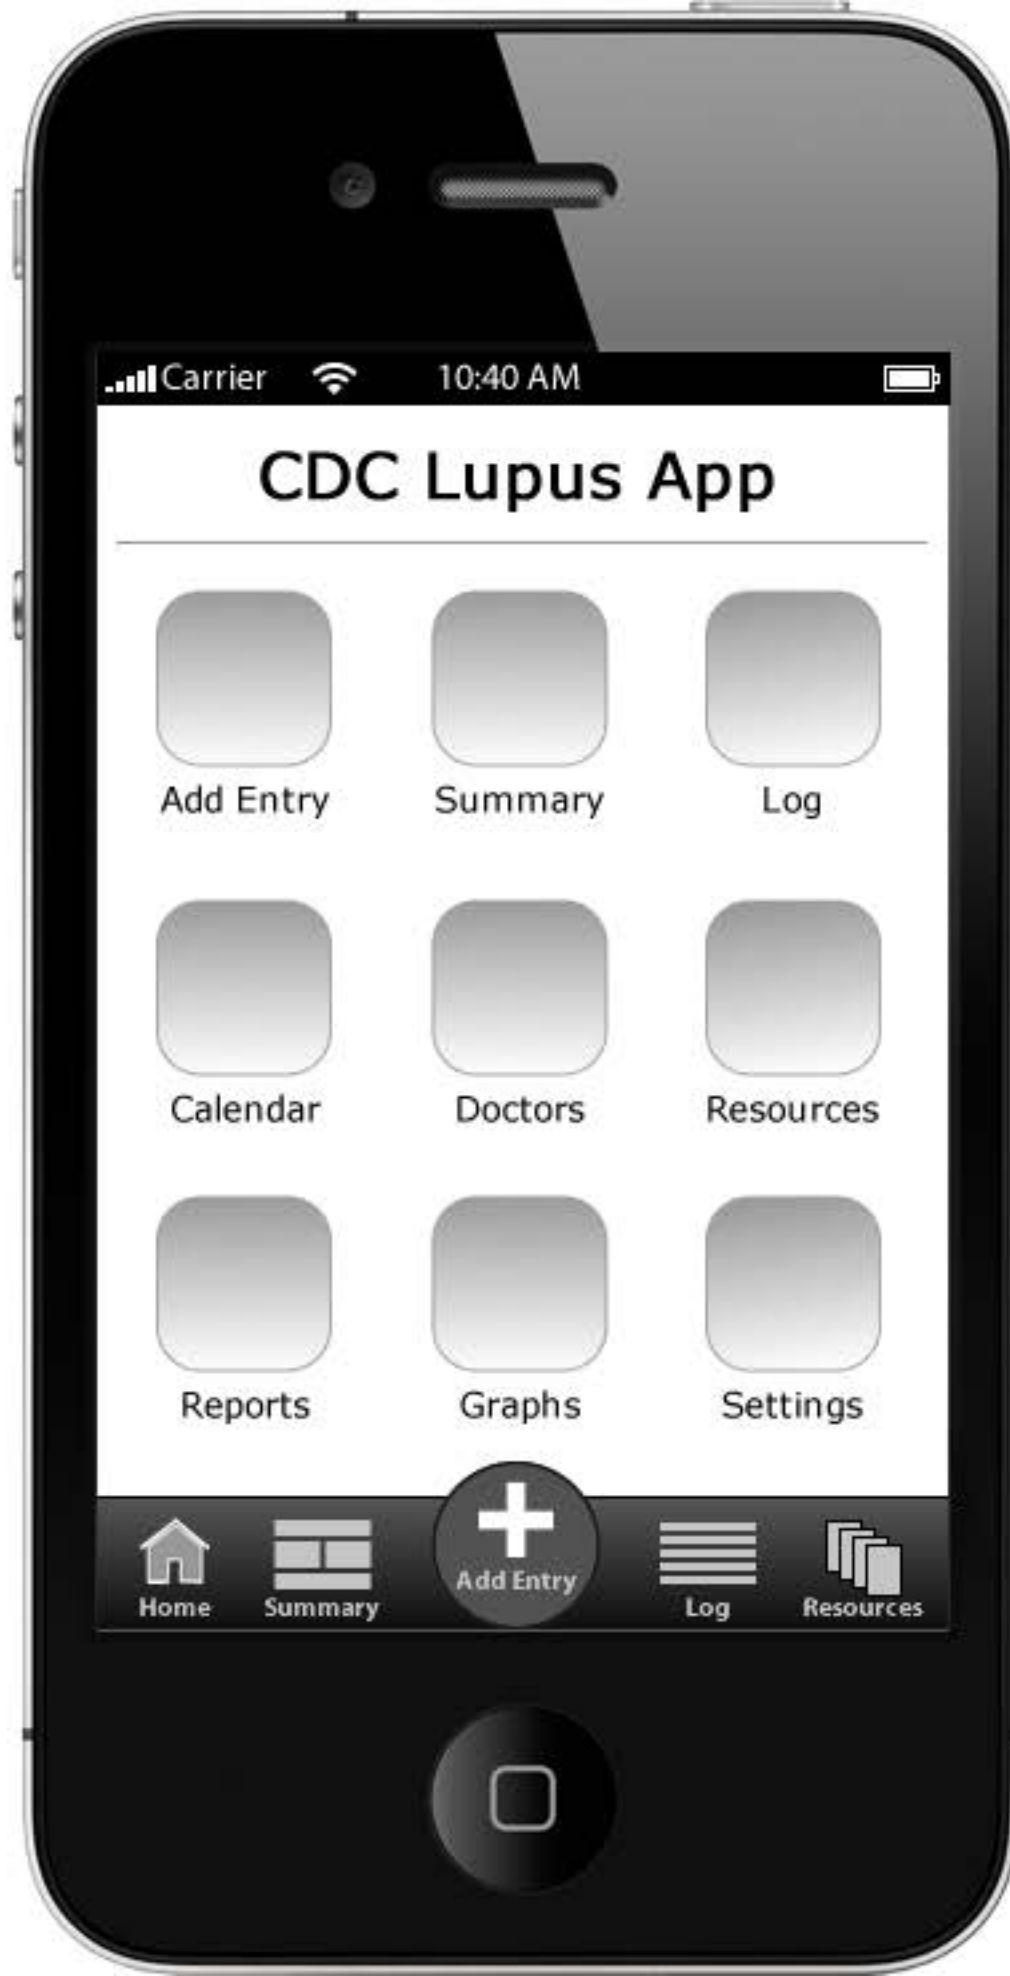 Carrier 10:40 AM
CDC Lupus App
Add Entry Summary Log
Calendar Doctors Resources
Reports Graphs Settings
Home Summary Add Entry Log Resources